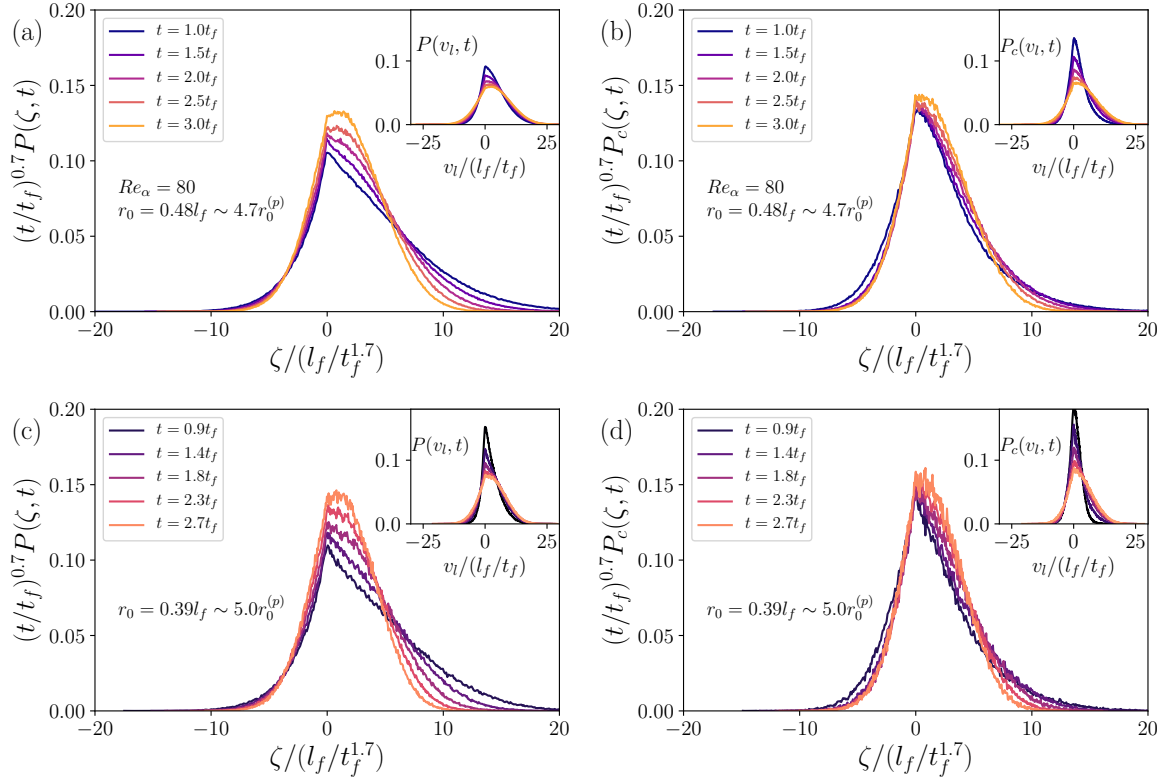 (a)
0.20
0.15
0.10
0.05
0.00
(t/t_f)^{0.7}P(ζ, t)
t = 1.0t_f
t = 1.5t_f
t = 2.0t_f
t = 2.5t_f
t = 3.0t_f
Re_α = 80
r_0 = 0.48l_f ∼ 4.7r_0^{(p)}
P(v_l, t)
0.1
0.0
−25 0 25
v_l/(l_f/t_f)
−20 −10 0 10 20
ζ/(l_f/t_f^{1.7})
(b)
0.20
0.15
0.10
0.05
0.00
(t/t_f)^{0.7}P_c(ζ, t)
t = 1.0t_f
t = 1.5t_f
t = 2.0t_f
t = 2.5t_f
t = 3.0t_f
Re_α = 80
r_0 = 0.48l_f ∼ 4.7r_0^{(p)}
P_c(v_l, t)
0.1
0.0
−25 0 25
v_l/(l_f/t_f)
−20 −10 0 10 20
ζ/(l_f/t_f^{1.7})
(c)
0.20
0.15
0.10
0.05
0.00
(t/t_f)^{0.7}P(ζ, t)
t = 0.9t_f
t = 1.4t_f
t = 1.8t_f
t = 2.3t_f
t = 2.7t_f
r_0 = 0.39l_f ∼ 5.0r_0^{(p)}
P(v_l, t)
0.1
0.0
−25 0 25
v_l/(l_f/t_f)
−20 −10 0 10 20
ζ/(l_f/t_f^{1.7})
(d)
0.20
0.15
0.10
0.05
0.00
(t/t_f)^{0.7}P_c(ζ, t)
t = 0.9t_f
t = 1.4t_f
t = 1.8t_f
t = 2.3t_f
t = 2.7t_f
r_0 = 0.39l_f ∼ 5.0r_0^{(p)}
P_c(v_l, t)
0.1
0.0
−25 0 25
v_l/(l_f/t_f)
−20 −10 0 10 20
ζ/(l_f/t_f^{1.7})